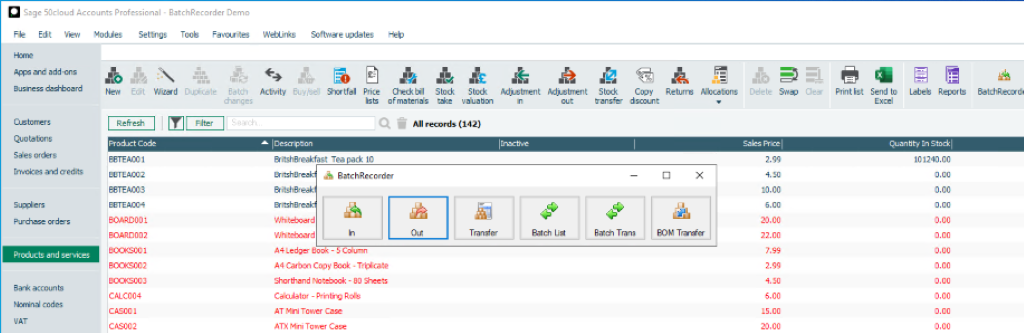 Sage 50cloud Accounts Professional - BatchRecorder Demo
File Edit View Modules Settings Tools Favourites WebLinks Software updates Help
Home
Apps and add-ons
Business dashboard
Customers
Quotations
Sales orders
Invoices and credits
Suppliers
Purchase orders
Products and services
Bank accounts
Nominal codes
VAT
New Edit Wizard Duplicate Batch changes Activity Buy/sell Shortfall Price lists Check bill of materials Stock take Stock valuation Adjustment in Adjustment out Stock transfer Copy discount Returns Allocations Delete Swap Clear Print list Send to Excel Labels Reports BatchRecorde
Refresh Filter Search... All records (142)
Product Code Description Inactive Sales Price Quantity In Stock
BBTEA001 BritshBreakfast Tea pack 10 2.99 101240.00
BBTEA002 BritshBreakf 4.50 0.00
BBTEA003 BritshBreakf 10.00 0.00
BBTEA004 BritshBreakf 6.00 0.00
BOARD001 Whiteboard 20.00 0.00
BOARD002 Whiteboard 22.00 0.00
BOOKS001 A4 Ledger Book - 5 Column 7.99 0.00
BOOKS002 A4 Carbon Copy Book - Triplicate 2.99 0.00
BOOKS003 Shorthand Notebook - 80 Sheets 4.50 0.00
CALC004 Calculator - Printing Rolls 6.00 0.00
CAS001 AT Mini Tower Case 15.00 0.00
CAS002 ATX Mini Tower Case 20.00 0.00
BatchRecorder
In Out Transfer Batch List Batch Trans BOM Transfer